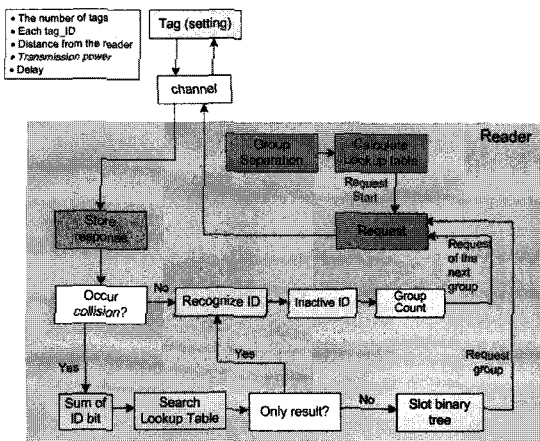 • The number of tags
• Each tag_ID
• Distance from the reader
• Transmission power
• Delay
Tag (setting)
channel
Reader
Group
Separation
Calculate
Lookup table
Request
Start
Request
Store
response
Request
of the next
group
Occur
collision?
No
Recognize ID
Inactive ID
Group
Count
Yes
Yes
Request
group
Sum of
ID bit
Search
Lookup Table
Only result?
No
Slot binary
tree